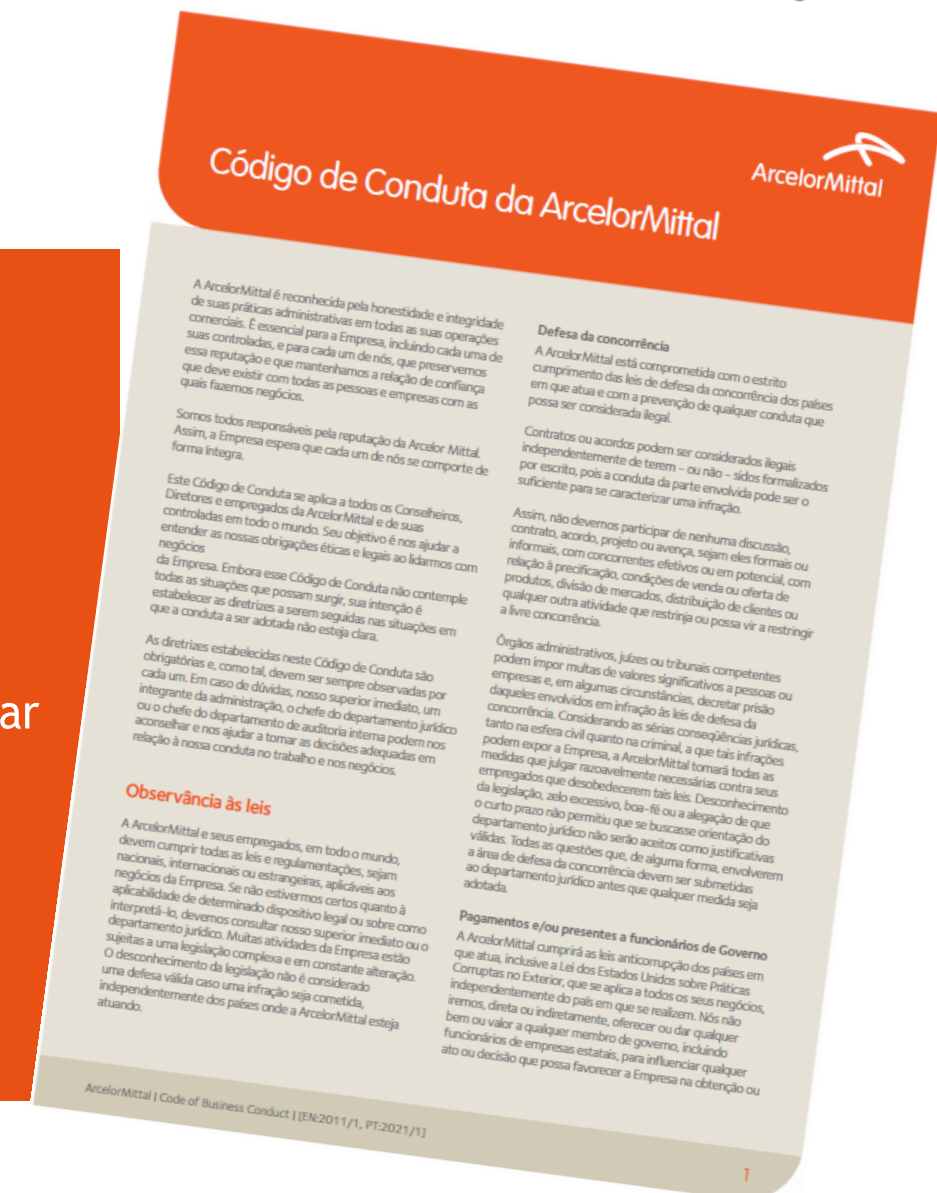 Código de Conduta da ArcelorMittal
ArcelorMittal
A ArcelorMittal é reconhecida pela honestidade e integridade
de suas práticas administrativas em todas as suas operações
comerciais. É essencial para a Empresa, incluindo cada uma de
suas controladas, e para cada um de nós, que preservemos
essa reputação e que mantenhamos a relação de confiança
que deve existir com todas as pessoas e empresas com as
quais fazemos negócios.
Somos todos responsáveis pela reputação da Arcelor Mittal.
Assim, a Empresa espera que cada um de nós se comporte de
forma íntegra.
Este Código de Conduta se aplica a todos os Conselheiros,
Diretores e empregados da ArcelorMittal e de suas
controladas em todo o mundo. Seu objetivo é nos ajudar a
entender as nossas obrigações éticas e legais ao lidarmos com
negócios
da Empresa. Embora esse Código de Conduta não contemple
todas as situações que possam surgir, sua intenção é
estabelecer as diretrizes a serem seguidas nas situações em
que a conduta a ser adotada não esteja clara.
As diretrizes estabelecidas neste Código de Conduta são
obrigatórias e, como tal, devem ser sempre observadas por
cada um. Em caso de dúvidas, nosso superior imediato, um
integrante da administração, o chefe do departamento jurídico
ou o chefe do departamento de auditoria interna podem nos
aconselhar e nos ajudar a tomar as decisões adequadas em
relação à nossa conduta no trabalho e nos negócios.
ar
Observância às leis
A ArcelorMittal e seus empregados, em todo o mundo,
devem cumprir todas as leis e regulamentações, sejam
nacionais, internacionais ou estrangeiras, aplicáveis aos
negócios da Empresa. Se não estivermos certos quanto à
aplicabilidade de determinado dispositivo legal ou sobre como
interpretá-lo, devemos consultar nosso superior imediato ou o
departamento jurídico. Muitas atividades da Empresa estão
sujeitas a uma legislação complexa e em constante alteração.
O desconhecimento da legislação não é considerado
uma defesa válida caso uma infração seja cometida,
independentemente dos países onde a ArcelorMittal esteja
atuando.
Defesa da concorrência
A ArcelorMittal está comprometida com o estrito
cumprimento das leis de defesa da concorrência dos países
em que atua e com a prevenção de qualquer conduta que
possa ser considerada ilegal.
Contratos ou acordos podem ser considerados ilegais
independentemente de terem – ou não – sidos formalizados
por escrito, pois a conduta da parte envolvida pode ser o
suficiente para se caracterizar uma infração.
Assim, não devemos participar de nenhuma discussão,
contrato, acordo, projeto ou avença, sejam eles formais ou
informais, com concorrentes efetivos ou em potencial, com
relação à precificação, condições de venda ou oferta de
produtos, divisão de mercados, distribuição de clientes ou
qualquer outra atividade que restrinja ou possa vir a restringir
a livre concorrência.
Órgãos administrativos, juízes ou tribunais competentes
podem impor multas de valores significativos a pessoas ou
empresas e, em algumas circunstâncias, decretar prisão
daqueles envolvidos em infração às leis de defesa da
concorrência. Considerando as sérias conseqüências jurídicas,
tanto na esfera civil quanto na criminal, a que tais infrações
podem expor a Empresa, a ArcelorMittal tomará todas as
medidas que julgar razoavelmente necessárias contra seus
empregados que desobedecerem tais leis. Desconhecimento
da legislação, zelo excessivo, boa-fé ou a alegação de que
o curto prazo não permitiu que se buscasse orientação do
departamento jurídico não serão aceitos como justificativas
válidas. Todas as questões que, de alguma forma, envolverem
a área de defesa da concorrência devem ser submetidas
ao departamento jurídico antes que qualquer medida seja
adotada.
Pagamentos e/ou presentes a funcionários de Governo
A ArcelorMittal cumprirá as leis anticorrupção dos países em
que atua, inclusive a Lei dos Estados Unidos sobre Práticas
Corruptas no Exterior, que se aplica a todos os seus negócios,
independentemente do país em que se realizem. Nós não
iremos, direta ou indiretamente, oferecer ou dar qualquer
bem ou valor a qualquer membro de governo, incluindo
funcionários de empresas estatais, para influenciar qualquer
ato ou decisão que possa favorecer a Empresa na obtenção ou
ArcelorMittal | Code of Business Conduct | [EN:2011/1, PT:2021/1]
1